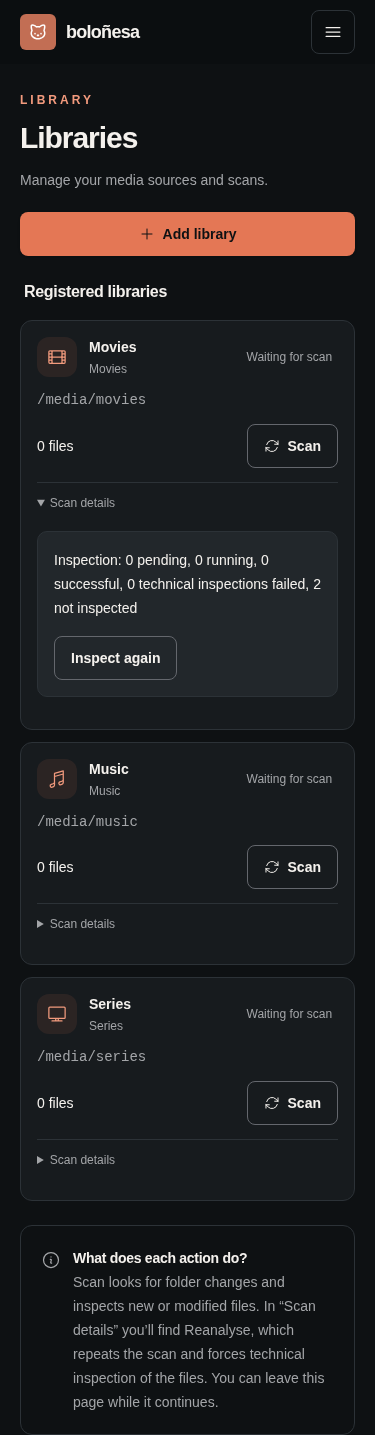 boloñesa
LIBRARY
Libraries
Manage your media sources and scans.
Add library
Registered libraries
Movies
Movies
Waiting for scan
/media/movies
0 files
Scan
Scan details
Inspection: 0 pending, 0 running, 0
successful, 0 technical inspections failed, 2
not inspected
Inspect again
Music
Music
Waiting for scan
/media/music
0 files
Scan
Scan details
Series
Series
Waiting for scan
/media/series
0 files
Scan
Scan details
What does each action do?
Scan looks for folder changes and
inspects new or modified files. In “Scan
details” you’ll find Reanalyse, which
repeats the scan and forces technical
inspection of the files. You can leave this
page while it continues.